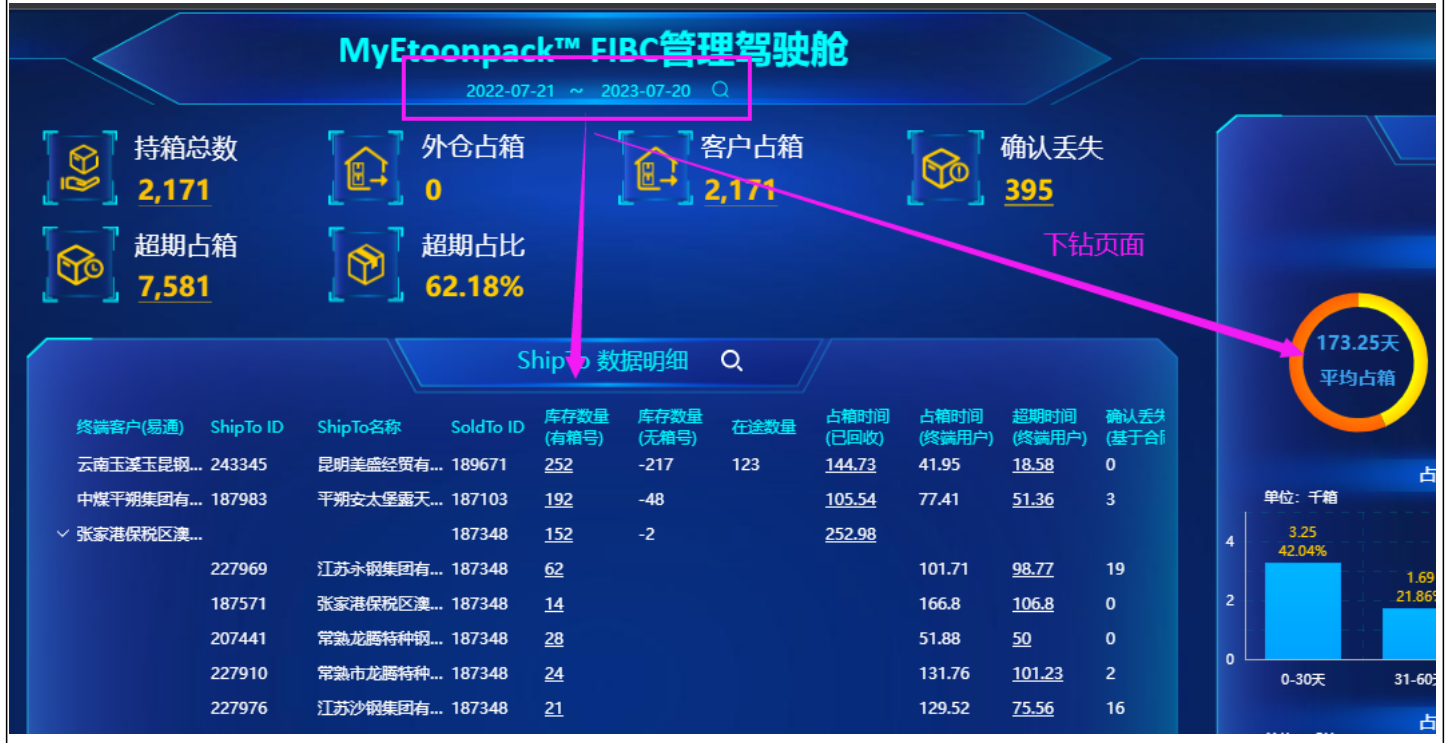 MyEtoonpack™ FIBC管理驾驶舱
2022-07-21 ~ 2023-07-20
持箱总数
2,171
外仓占箱
0
客户占箱
2,171
确认丢失
395
超期占箱
7,581
超期占比
62.18%
下钻页面
173.25天
平均占箱
ShipTo 数据明细
终端客户(易通) ShipTo ID ShipTo名称 SoldTo ID 库存数量(有箱号) 库存数量(无箱号) 在途数量 占箱时间(已回收) 占箱时间(终端用户) 超期时间(终端用户) 确认丢失(基于合同
云南玉溪玉昆钢... 243345 昆明美盛经贸有... 189671 252 -217 123 144.73 41.95 18.58 0
中煤平朔集团有... 187983 平朔安太堡露天... 187103 192 -48 105.54 77.41 51.36 3
张家港保税区澳... 187348 152 -2 252.98
227969 江苏永钢集团有... 187348 62 101.71 98.77 19
187571 张家港保税区澳... 187348 14 166.8 106.8 0
207441 常熟龙腾特种钢... 187348 28 51.88 50 0
227910 常熟市龙腾特种... 187348 24 131.76 101.23 2
227976 江苏沙钢集团有... 187348 21 129.52 75.56 16
占
单位: 千箱
4
2
0
3.25
42.04%
1.69
21.86%
0-30天
31-60天
占